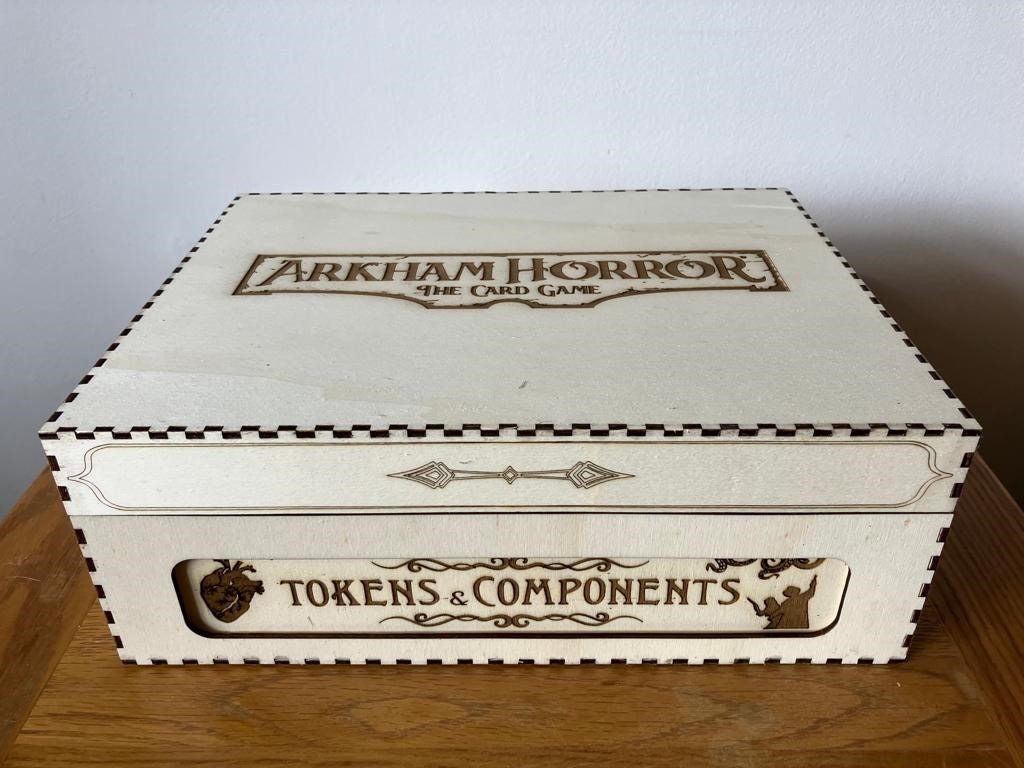 ARKHAM HORROR
THE CARD GAME
TOKENS & COMPONENTS